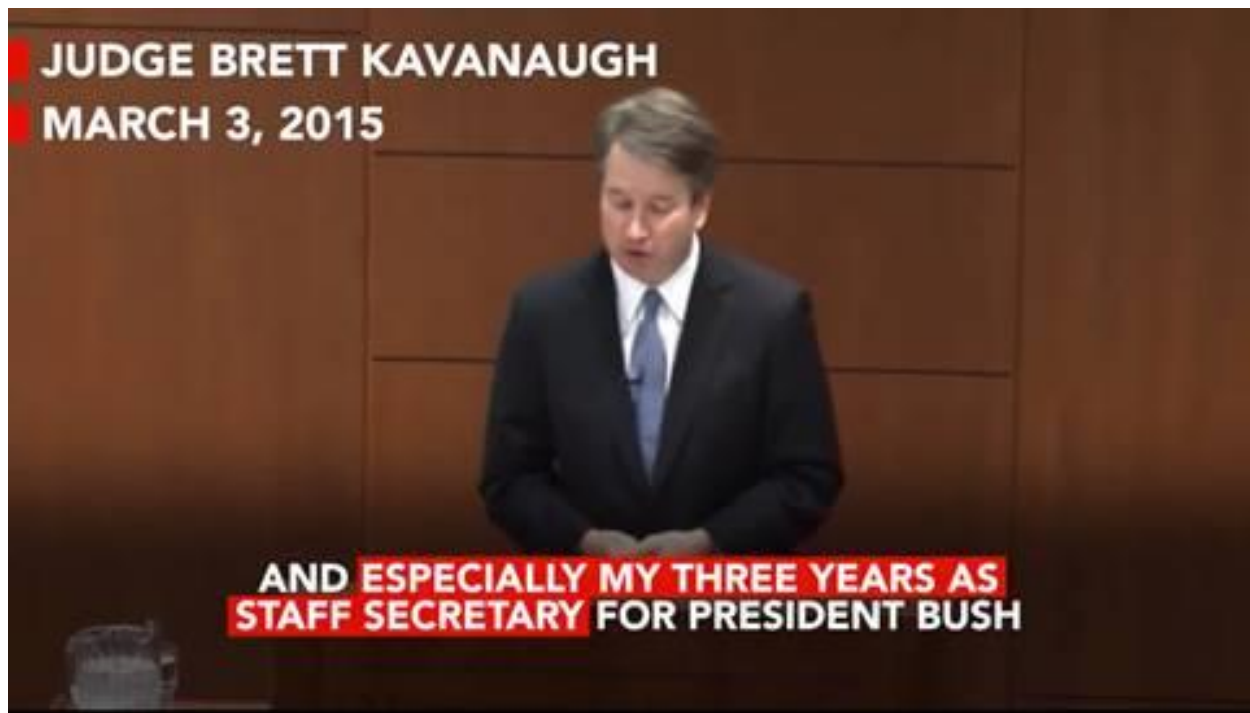 JUDGE BRETT KAVANAUGH
MARCH 3, 2015
AND ESPECIALLY MY THREE YEARS AS
STAFF SECRETARY FOR PRESIDENT BUSH